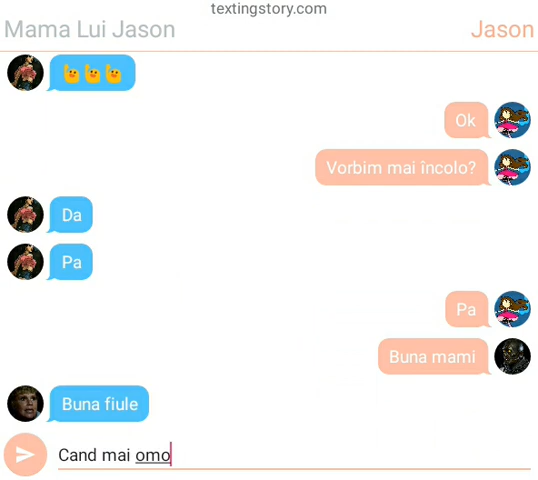 textingstory.com
Mama Lui Jason
Jason
Ok
Vorbim mai încolo?
Da
Pa
Pa
Buna mami
Buna fiule
Cand mai omo